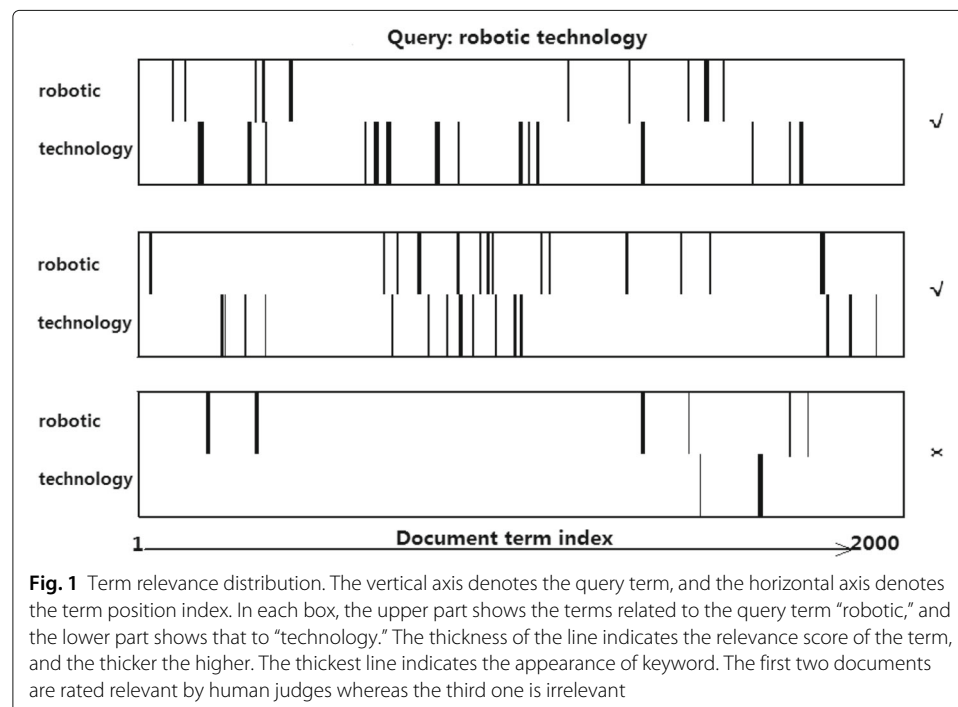 Query: robotic technology
robotic
technology
√
robotic
technology
√
robotic
technology
×
1 Document term index 2000
Fig. 1 Term relevance distribution. The vertical axis denotes the query term, and the horizontal axis denotes
the term position index. In each box, the upper part shows the terms related to the query term “robotic,” and
the lower part shows that to “technology.” The thickness of the line indicates the relevance score of the term,
and the thicker the higher. The thickest line indicates the appearance of keyword. The first two documents
are rated relevant by human judges whereas the third one is irrelevant